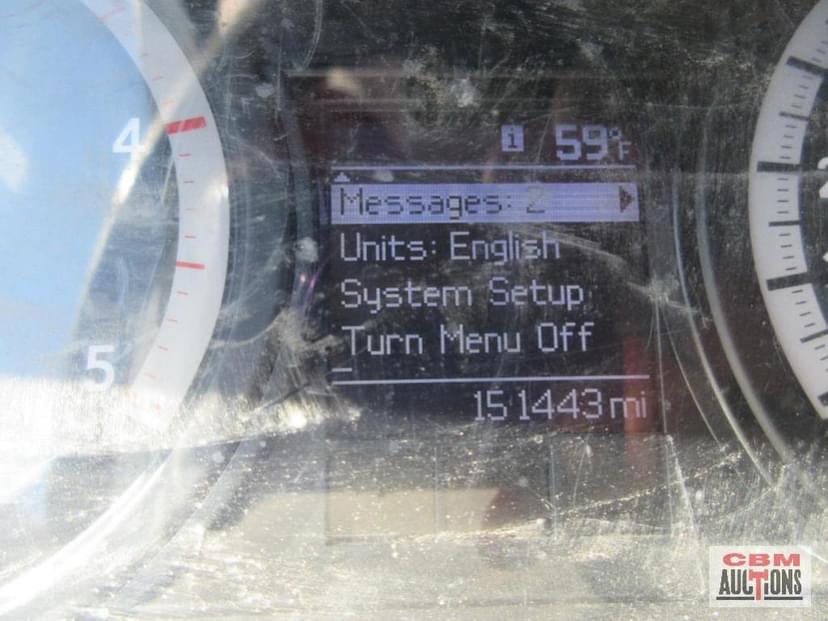 4
5
i 59°F
Messages: 2
Units: English
System Setup
Turn Menu Off
151443 mi
CBM
AUCTIONS